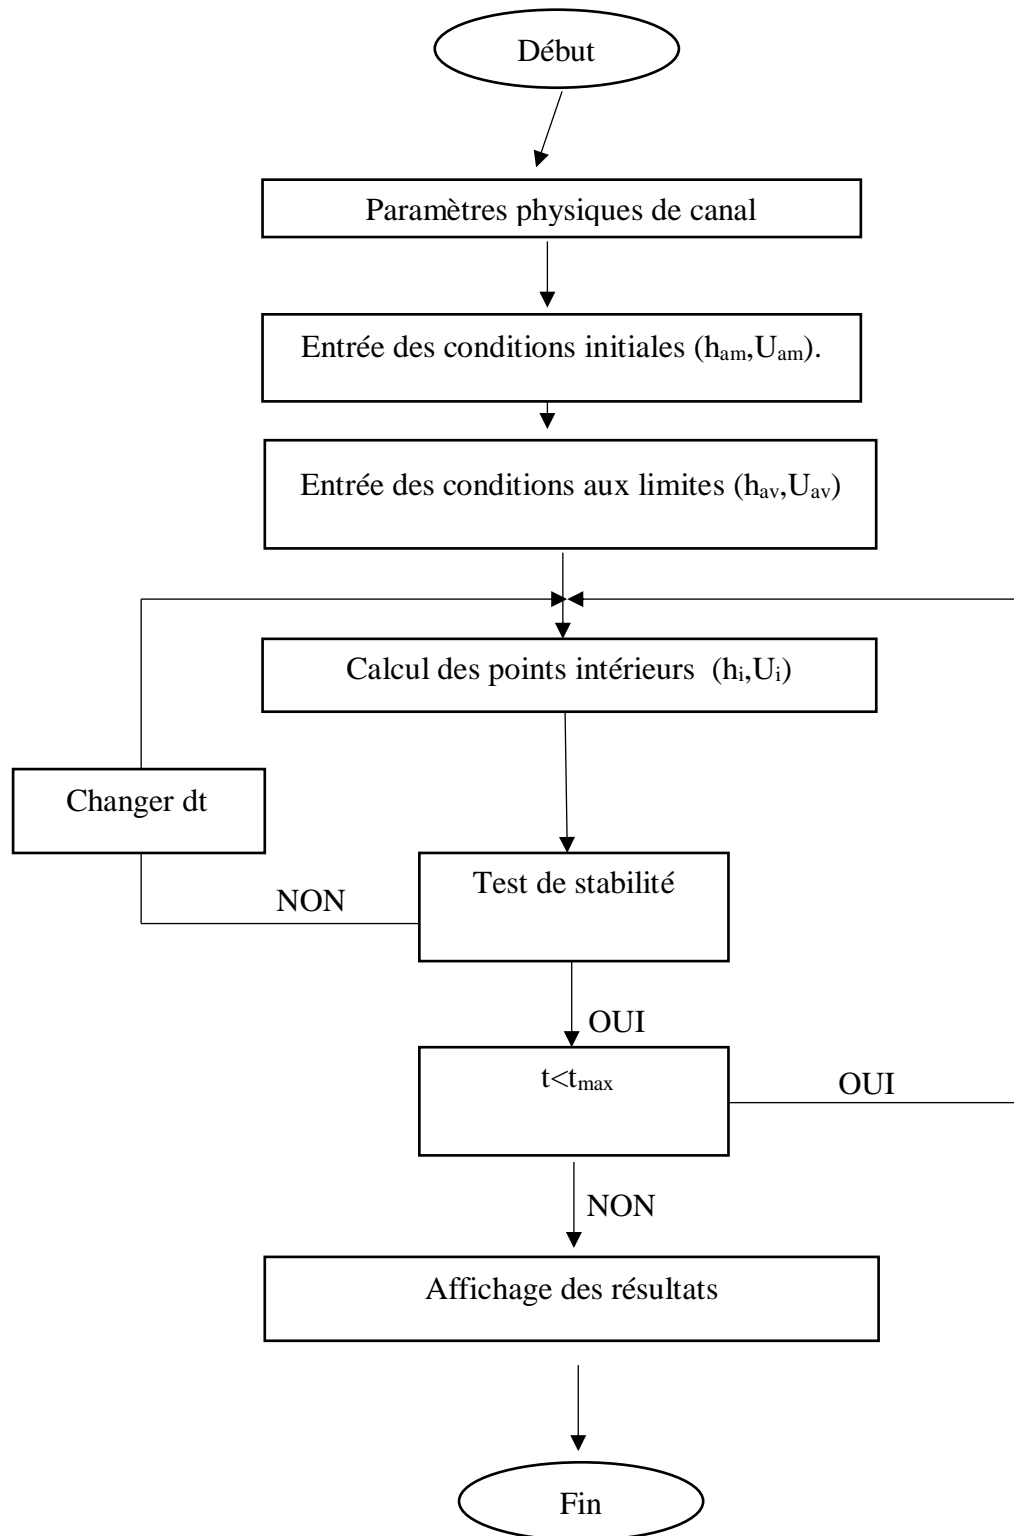 Début
Paramètres physiques de canal
Entrée des conditions initiales (ham,Uam).
Entrée des conditions aux limites (hav,Uav)
Calcul des points intérieurs (hi,Ui)
Changer dt
Test de stabilité
NON
OUI
t<tmax
OUI
NON
Affichage des résultats
Fin